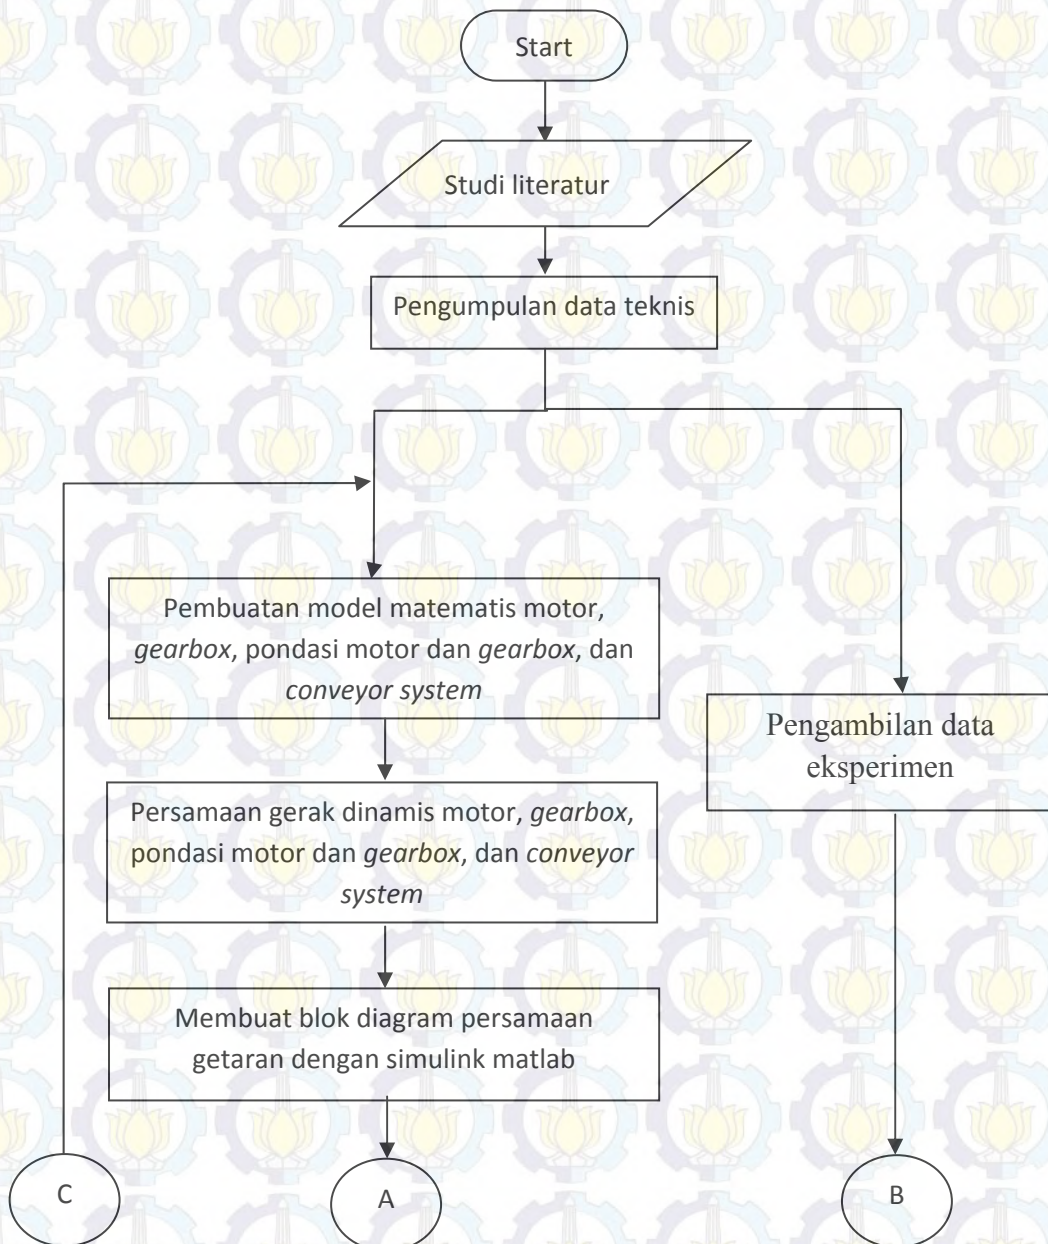 Start
Studi literatur
Pengumpulan data teknis
Pembuatan model matematis motor,
gearbox, pondasi motor dan gearbox, dan
conveyor system
Pengambilan data
eksperimen
Persamaan gerak dinamis motor, gearbox,
pondasi motor dan gearbox, dan conveyor
system
Membuat blok diagram persamaan
getaran dengan simulink matlab
C
A
B